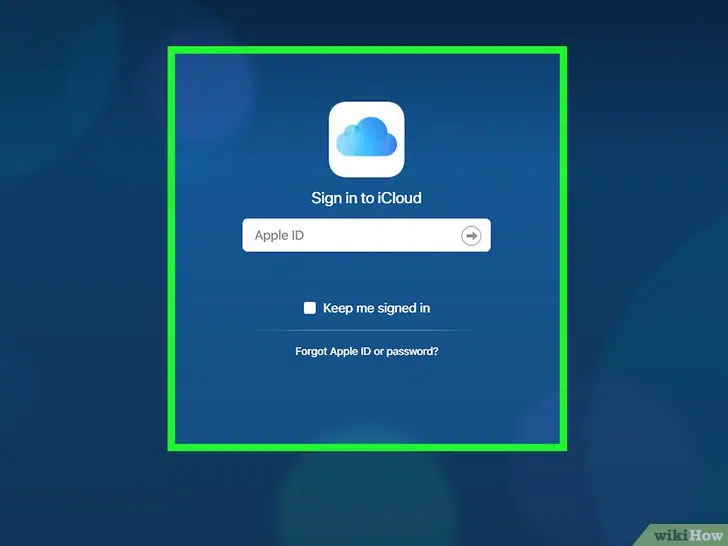 Sign in to iCloud
Apple ID
Keep me signed in
Forgot Apple ID or password?
wikiHow